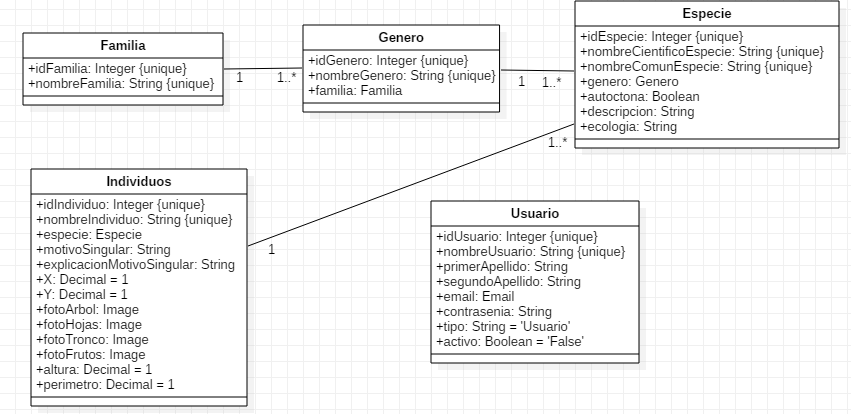 Familia
+idFamilia: Integer {unique}
+nombreFamilia: String {unique}
1
1..*
Genero
+idGenero: Integer {unique}
+nombreGenero: String {unique}
+familia: Familia
1
1..*
Especie
+idEspecie: Integer {unique}
+nombreCientificoEspecie: String {unique}
+nombreComunEspecie: String {unique}
+genero: Genero
+autoctona: Boolean
+descripcion: String
+ecologia: String
1..*
1
Individuos
+idIndividuo: Integer {unique}
+nombreIndividuo: String {unique}
+especie: Especie
+motivoSingular: String
+explicacionMotivoSingular: String
+X: Decimal = 1
+Y: Decimal = 1
+fotoArbol: Image
+fotoHojas: Image
+fotoTronco: Image
+fotoFrutos: Image
+altura: Decimal = 1
+perimetro: Decimal = 1
Usuario
+idUsuario: Integer {unique}
+nombreUsuario: String {unique}
+primerApellido: String
+segundoApellido: String
+email: Email
+contrasenia: String
+tipo: String = 'Usuario'
+activo: Boolean = 'False'